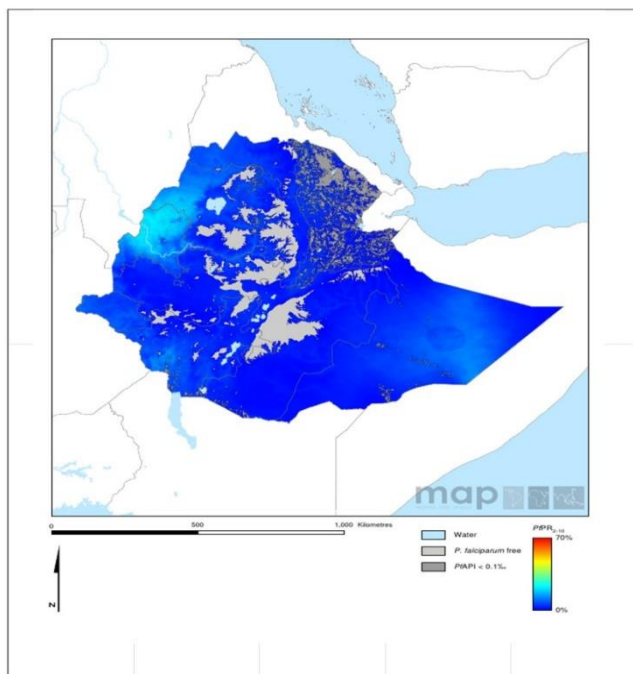 map
0
500
1,000 Kilometres
N
Water
P. falciparum free
PfAPI < 0.1‰
PfPR2-10
70%
0%